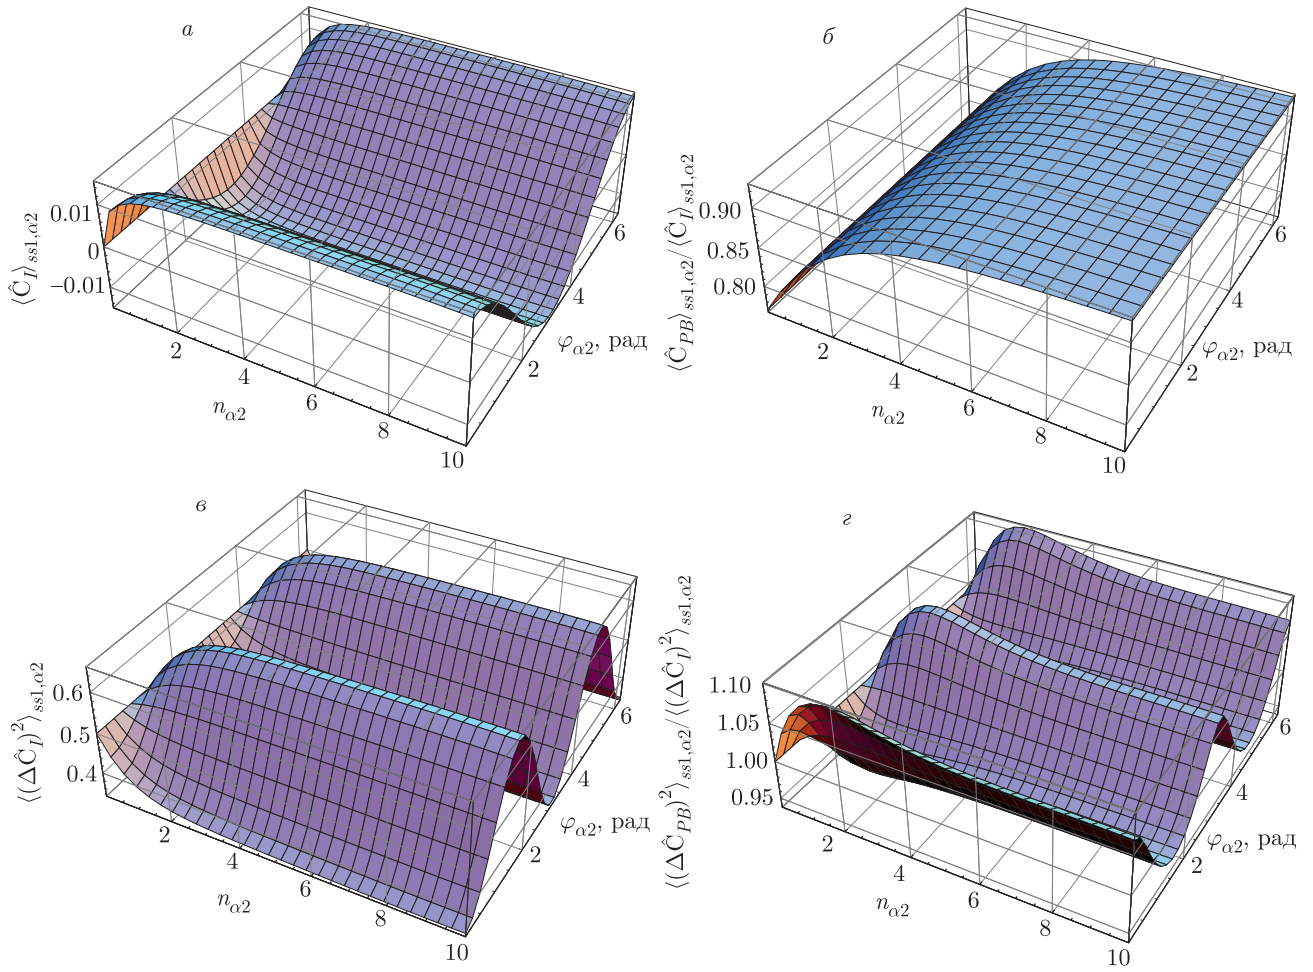 а
0.01
0
−0.01
⟨Ĉ_I⟩_{ss1,α2}
2
4
6
8
10
n_{α2}
2
4
6
φ_{α2}, рад
б
0.90
0.85
0.80
⟨Ĉ_{PB}⟩_{ss1,α2}/⟨Ĉ_I⟩_{ss1,α2}
2
4
6
8
10
n_{α2}
2
4
6
φ_{α2}, рад
в
0.6
0.5
0.4
⟨(ΔĈ_I)²⟩_{ss1,α2}
2
4
6
8
10
n_{α2}
2
4
6
φ_{α2}, рад
г
1.10
1.05
1.00
0.95
⟨(ΔĈ_{PB})²⟩_{ss1,α2}/⟨(ΔĈ_I)²⟩_{ss1,α2}
2
4
6
8
10
n_{α2}
2
4
6
φ_{α2}, рад